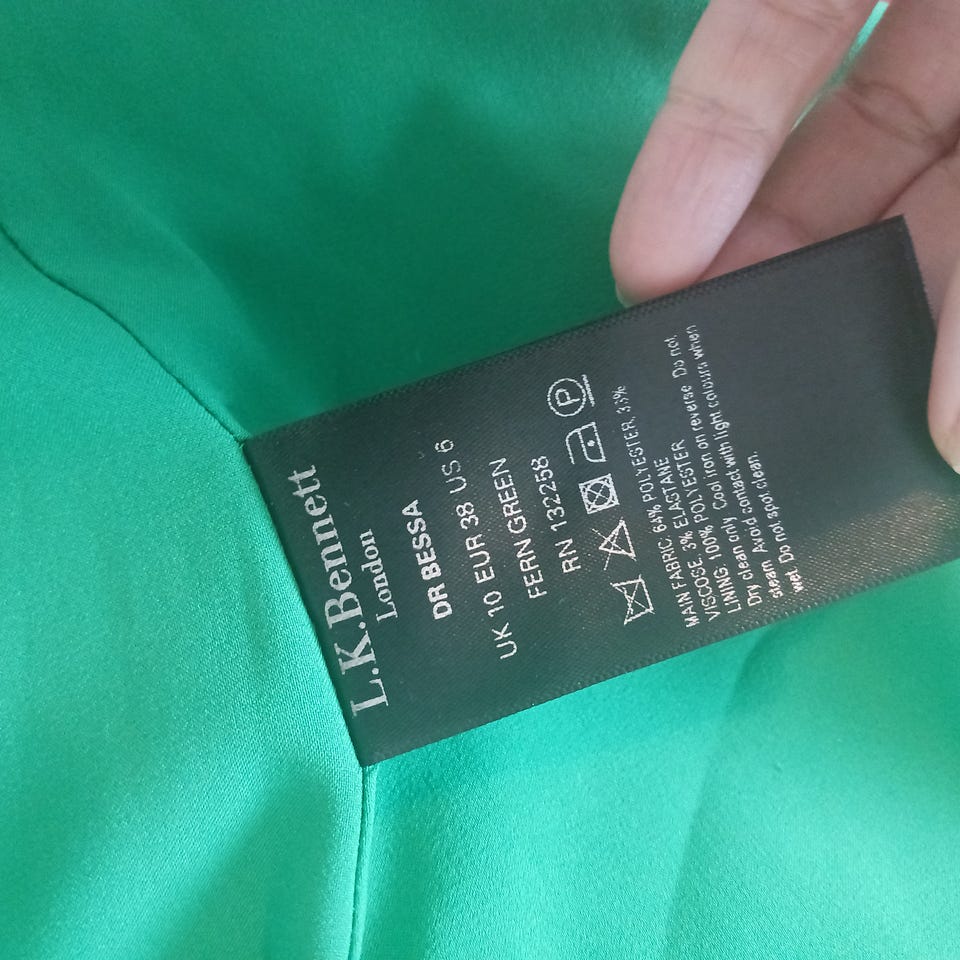 L.K.Bennett
London
DR BESSA
UK 10 EUR 38 US 6
FERN GREEN
RN 132258
P
MAIN FABRIC: 64% POLYESTER, 33%
VISCOSE, 3% ELASTANE
LINING: 100% POLYESTER
Dry clean only. Cool iron on reverse. Do not
steam. Avoid contact with light colours when
wet. Do not spot clean.